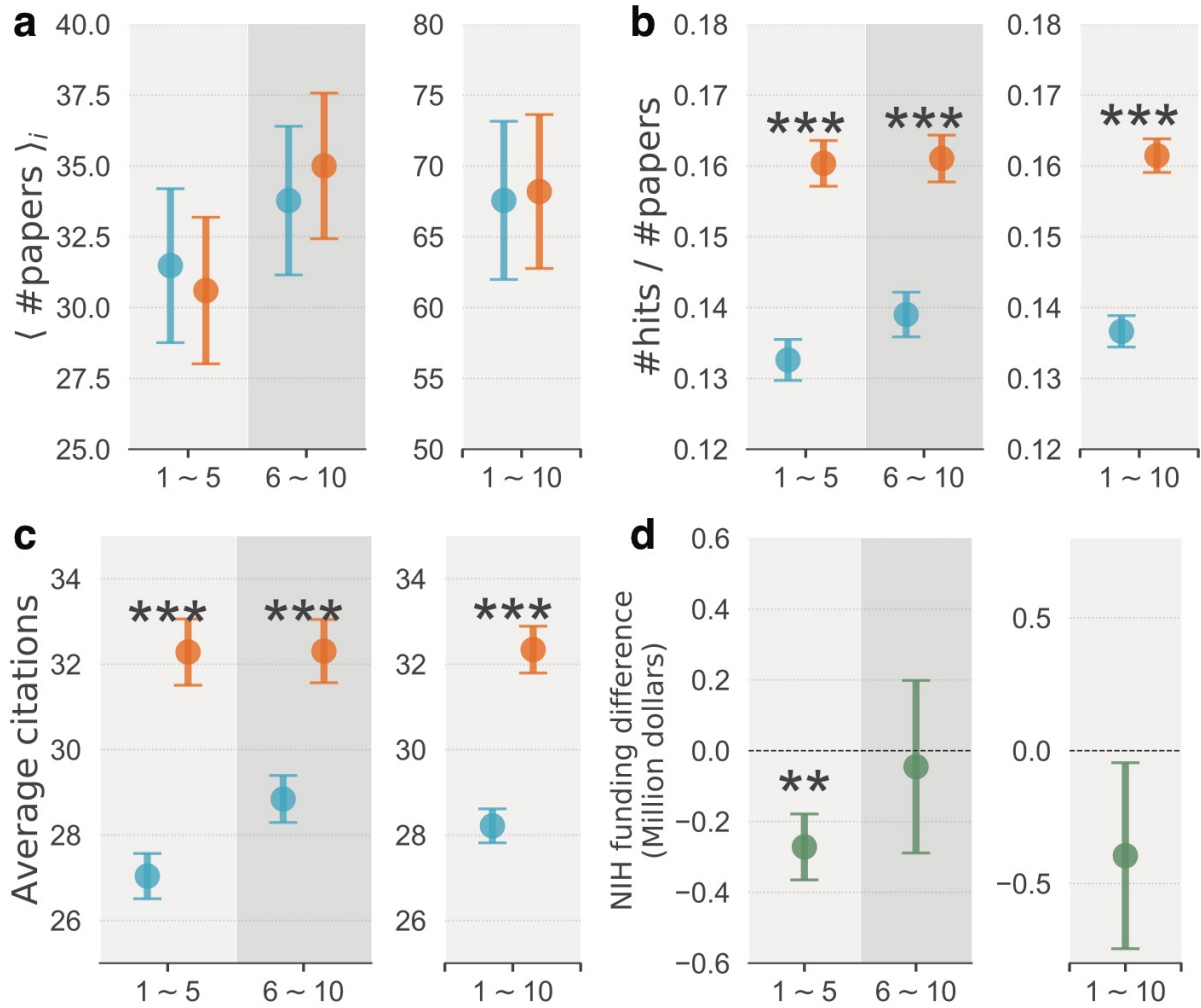 a
⟨ #papers ⟩i
40.0
37.5
35.0
32.5
30.0
27.5
25.0
1 ~ 5
6 ~ 10
80
75
70
65
60
55
50
1 ~ 10
b
#hits / #papers
0.18
0.17
0.16
0.15
0.14
0.13
0.12
***
***
1 ~ 5
6 ~ 10
0.18
0.17
0.16
0.15
0.14
0.13
0.12
***
1 ~ 10
c
Average citations
34
32
30
28
26
***
***
1 ~ 5
6 ~ 10
34
32
30
28
26
***
1 ~ 10
d
NIH funding difference
(Million dollars)
0.6
0.4
0.2
0.0
−0.2
−0.4
−0.6
**
1 ~ 5
6 ~ 10
0.5
0.0
−0.5
1 ~ 10